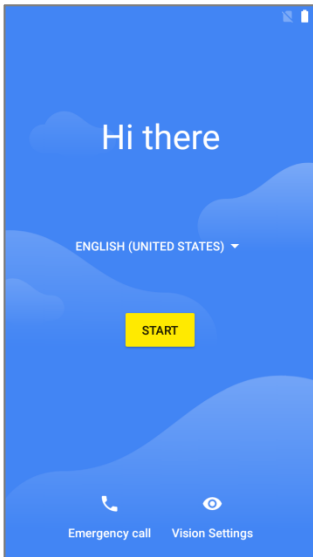 Hi there
ENGLISH (UNITED STATES)
START
Emergency call Vision Settings